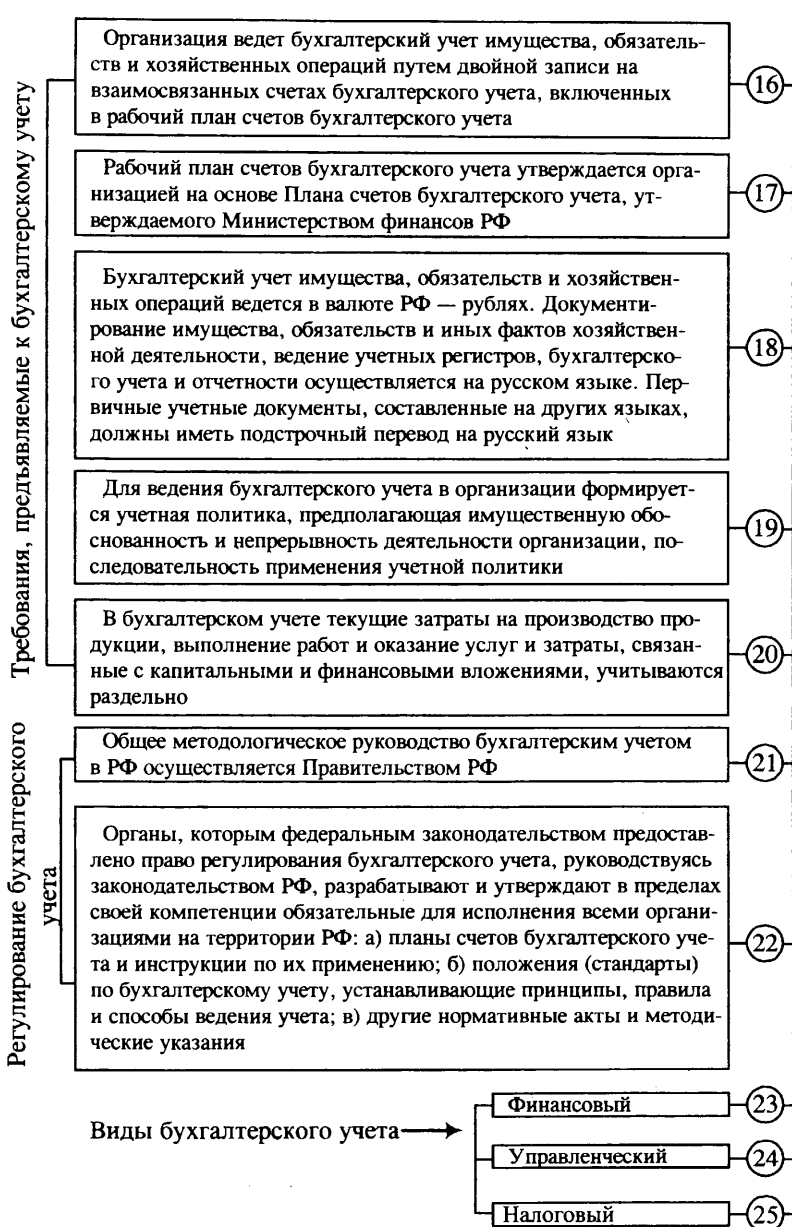 Требования, предъявляемые к бухгалтерскому учету
Организация ведет бухгалтерский учет имущества, обязатель-
ств и хозяйственных операций путем двойной записи на
взаимосвязанных счетах бухгалтерского учета, включенных
в рабочий план счетов бухгалтерского учета
16
Рабочий план счетов бухгалтерского учета утверждается орга-
низацией на основе Плана счетов бухгалтерского учета, ут-
верждаемого Министерством финансов РФ
17
Бухгалтерский учет имущества, обязательств и хозяйствен-
ных операций ведется в валюте РФ — рублях. Документи-
рование имущества, обязательств и иных фактов хозяйствен-
ной деятельности, ведение учетных регистров, бухгалтерско-
го учета и отчетности осуществляется на русском языке. Пер-
вичные учетные документы, составленные на других языках,
должны иметь подстрочный перевод на русский язык
18
Для ведения бухгалтерского учета в организации формирует-
ся учетная политика, предполагающая имущественную обо-
снованность и непрерывность деятельности организации, по-
следовательность применения учетной политики
19
В бухгалтерском учете текущие затраты на производство про-
дукции, выполнение работ и оказание услуг и затраты, связан-
ные с капитальными и финансовыми вложениями, учитываются
раздельно
20
Регулирование бухгалтерского
учета
Общее методологическое руководство бухгалтерским учетом
в РФ осуществляется Правительством РФ
21
Органы, которым федеральным законодательством предостав-
лено право регулирования бухгалтерского учета, руководствуясь
законодательством РФ, разрабатывают и утверждают в пределах
своей компетенции обязательные для исполнения всеми органи-
зациями на территории РФ: а) планы счетов бухгалтерского уче-
та и инструкции по их применению; б) положения (стандарты)
по бухгалтерскому учету, устанавливающие принципы, правила
и способы ведения учета; в) другие нормативные акты и методи-
ческие указания
22
Виды бухгалтерского учета
Финансовый
23
Управленческий
24
Налоговый
25